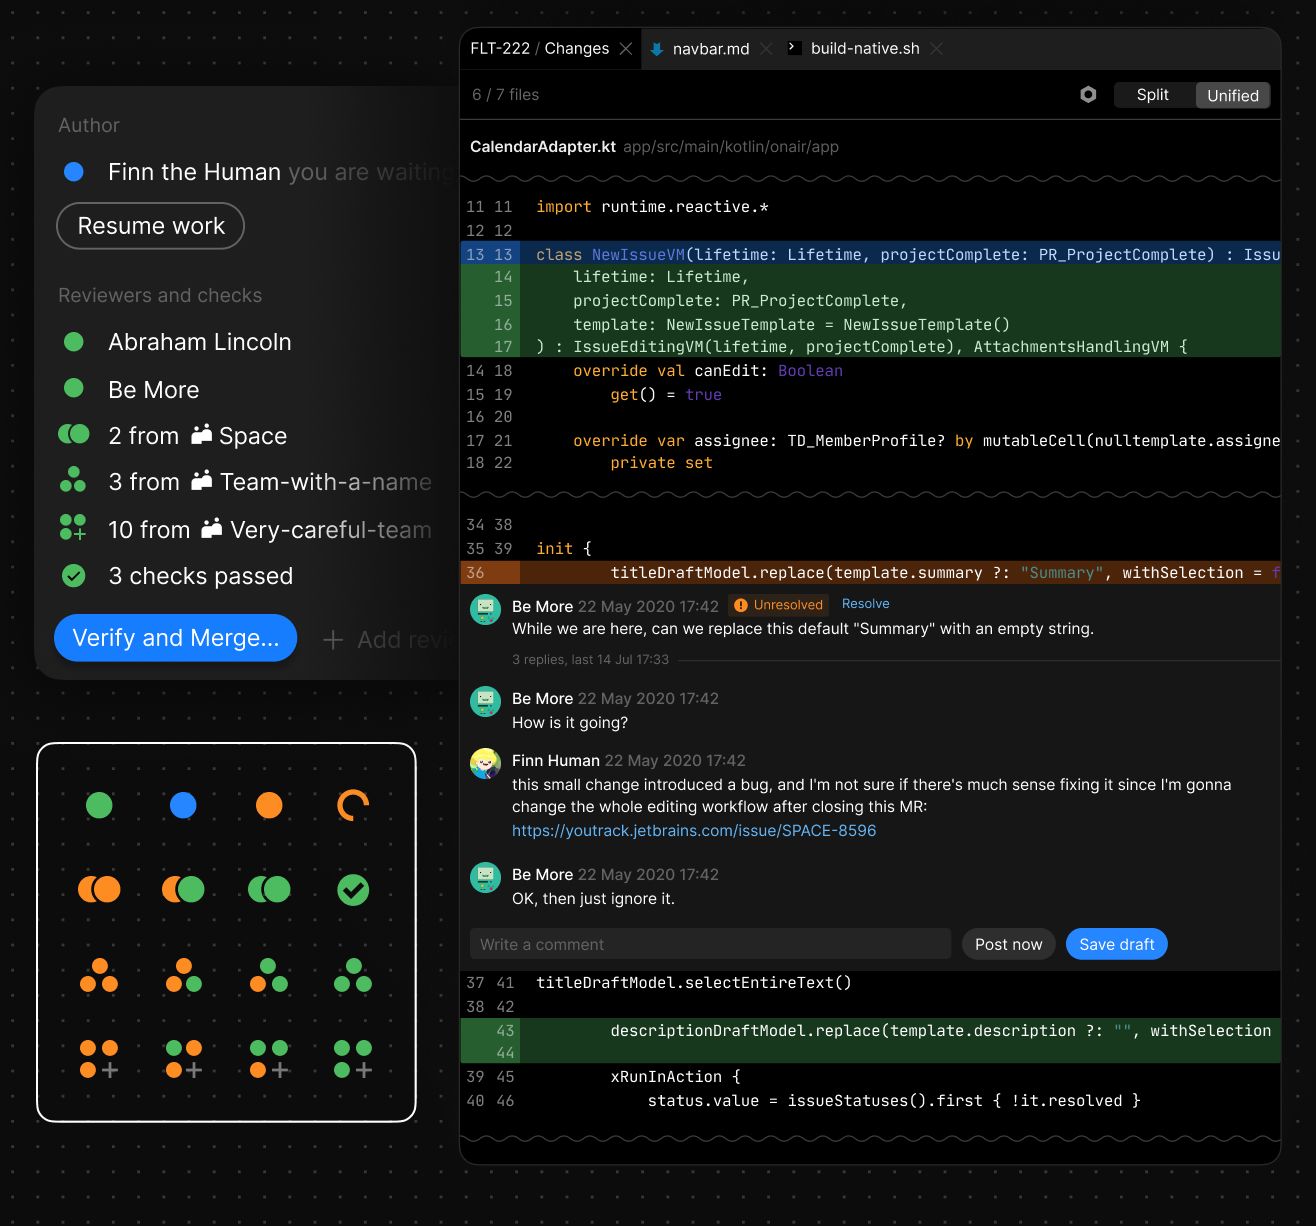 Author
Finn the Human you are waiting
Resume work
Reviewers and checks
Abraham Lincoln
Be More
2 from Space
3 from Team-with-a-name
10 from Very-careful-team
3 checks passed
Verify and Merge...
+ Add revi
FLT-222 / Changes
navbar.md
build-native.sh
6 / 7 files
Split
Unified
CalendarAdapter.kt app/src/main/kotlin/onair/app
11 11 import runtime.reactive.*
12 12
13 13 class NewIssueVM(lifetime: Lifetime, projectComplete: PR_ProjectComplete) : Issu
14 lifetime: Lifetime,
15 projectComplete: PR_ProjectComplete,
16 template: NewIssueTemplate = NewIssueTemplate()
17 ) : IssueEditingVM(lifetime, projectComplete), AttachmentsHandlingVM {
14 18 override val canEdit: Boolean
15 19 get() = true
16 20
17 21 override var assignee: TD_MemberProfile? by mutableCell(nulltemplate.assigne
18 22 private set
34 38
35 39 init {
36 titleDraftModel.replace(template.summary ?: "Summary", withSelection = f
Be More 22 May 2020 17:42 Unresolved Resolve
While we are here, can we replace this default "Summary" with an empty string.
3 replies, last 14 Jul 17:33
Be More 22 May 2020 17:42
How is it going?
Finn Human 22 May 2020 17:42
this small change introduced a bug, and I'm not sure if there's much sense fixing it since I'm gonna
change the whole editing workflow after closing this MR:
https://youtrack.jetbrains.com/issue/SPACE-8596
Be More 22 May 2020 17:42
OK, then just ignore it.
Write a comment
Post now
Save draft
37 41 titleDraftModel.selectEntireText()
38 42
43 descriptionDraftModel.replace(template.description ?: "", withSelection
44
39 45 xRunInAction {
40 46 status.value = issueStatuses().first { !it.resolved }